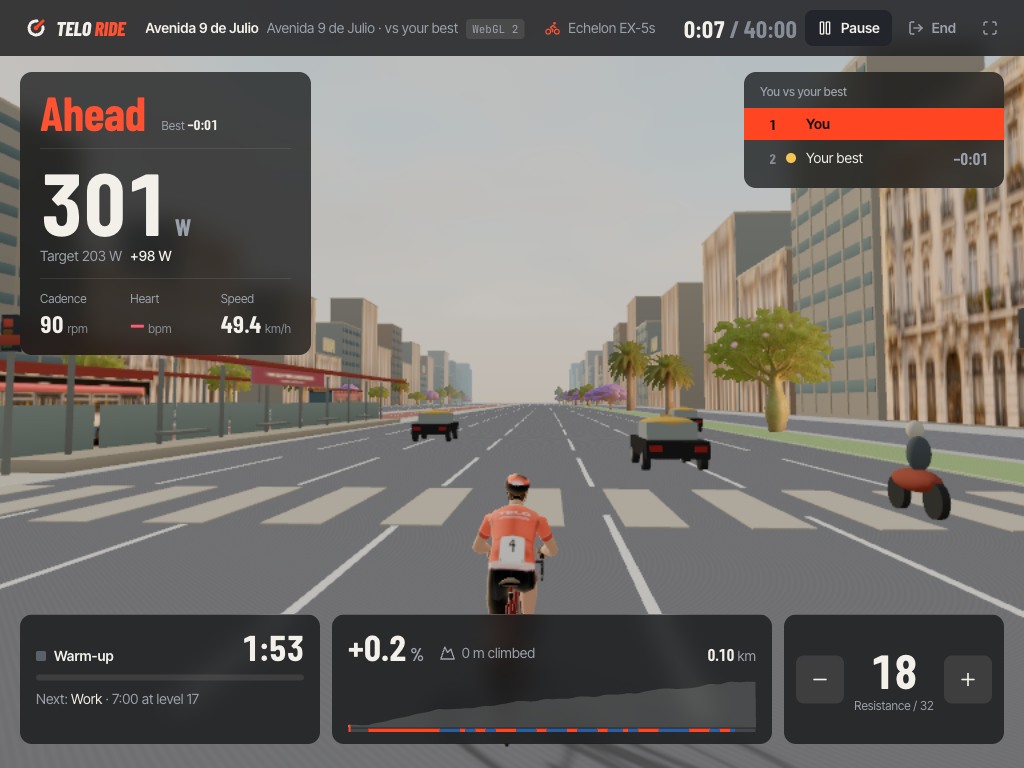 TELO RIDE
Avenida 9 de Julio
Avenida 9 de Julio · vs your best
WebGL 2
Echelon EX-5s
0:07 / 40:00
Pause
End
Ahead
Best −0:01
301 W
Target 203 W +98 W
Cadence
Heart
Speed
90 rpm
– bpm
49.4 km/h
You vs your best
1 You
2 Your best −0:01
TELO
4
Warm-up
1:53
Next: Work · 7:00 at level 17
+0.2 %
0 m climbed
0.10 km
−
18
+
Resistance / 32